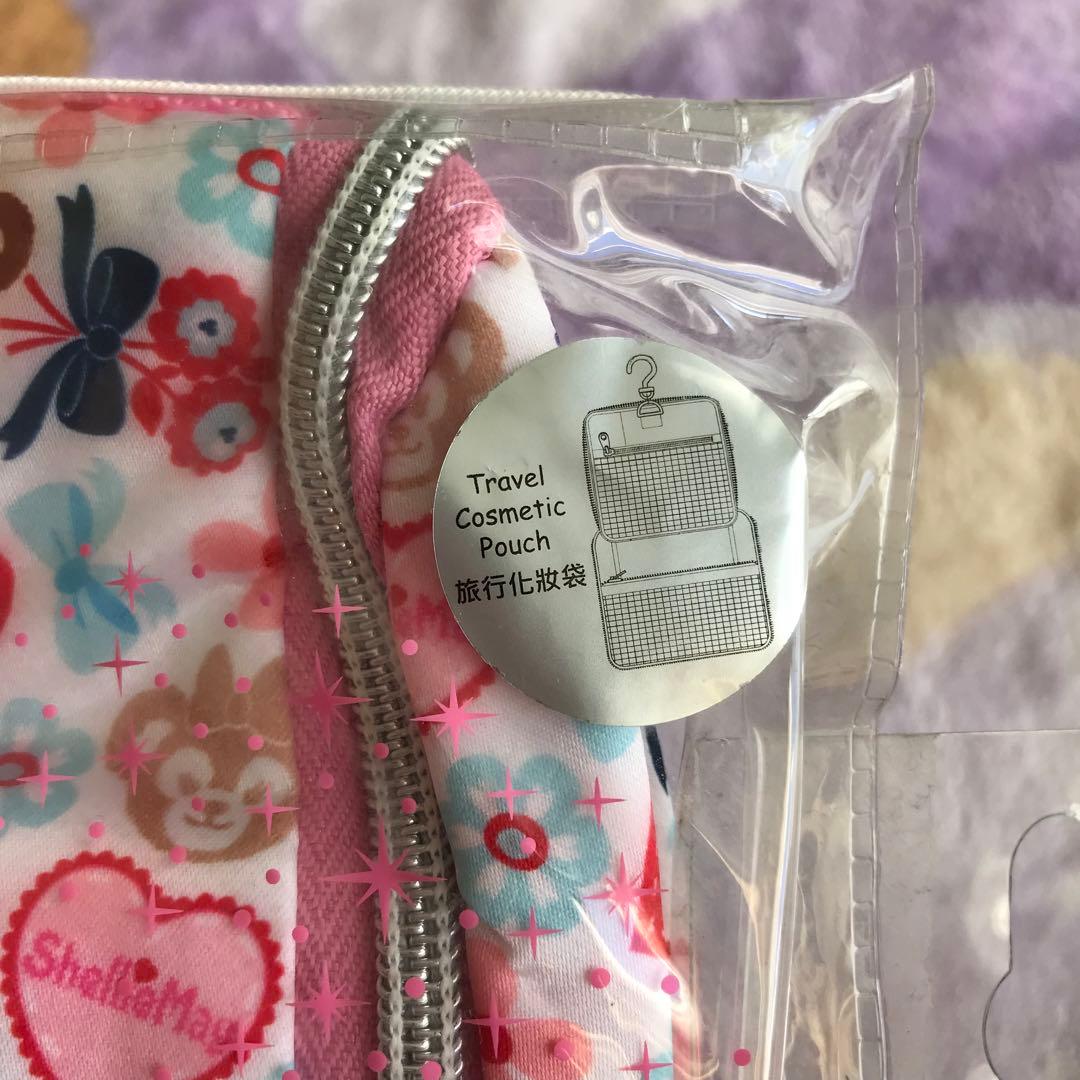 Travel
Cosmetic
Pouch
旅行化妝袋
ShellieMay